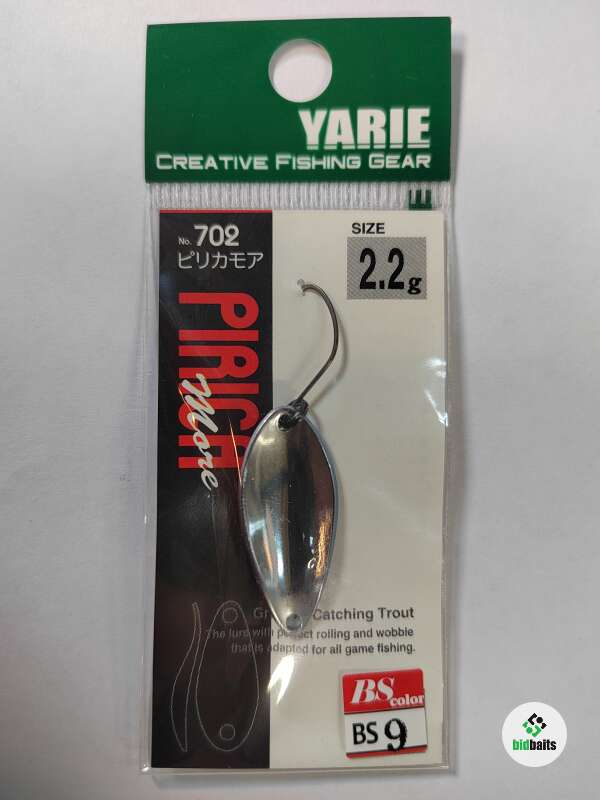 YARIE
CREATIVE FISHING GEAR
No. 702
ピリカモア
SIZE
2.2g
PIRICA
More
Catching Trout
The lure with perfect rolling and wobble
that is adapted for all game fishing.
BS
color
BS 9
bidbaits